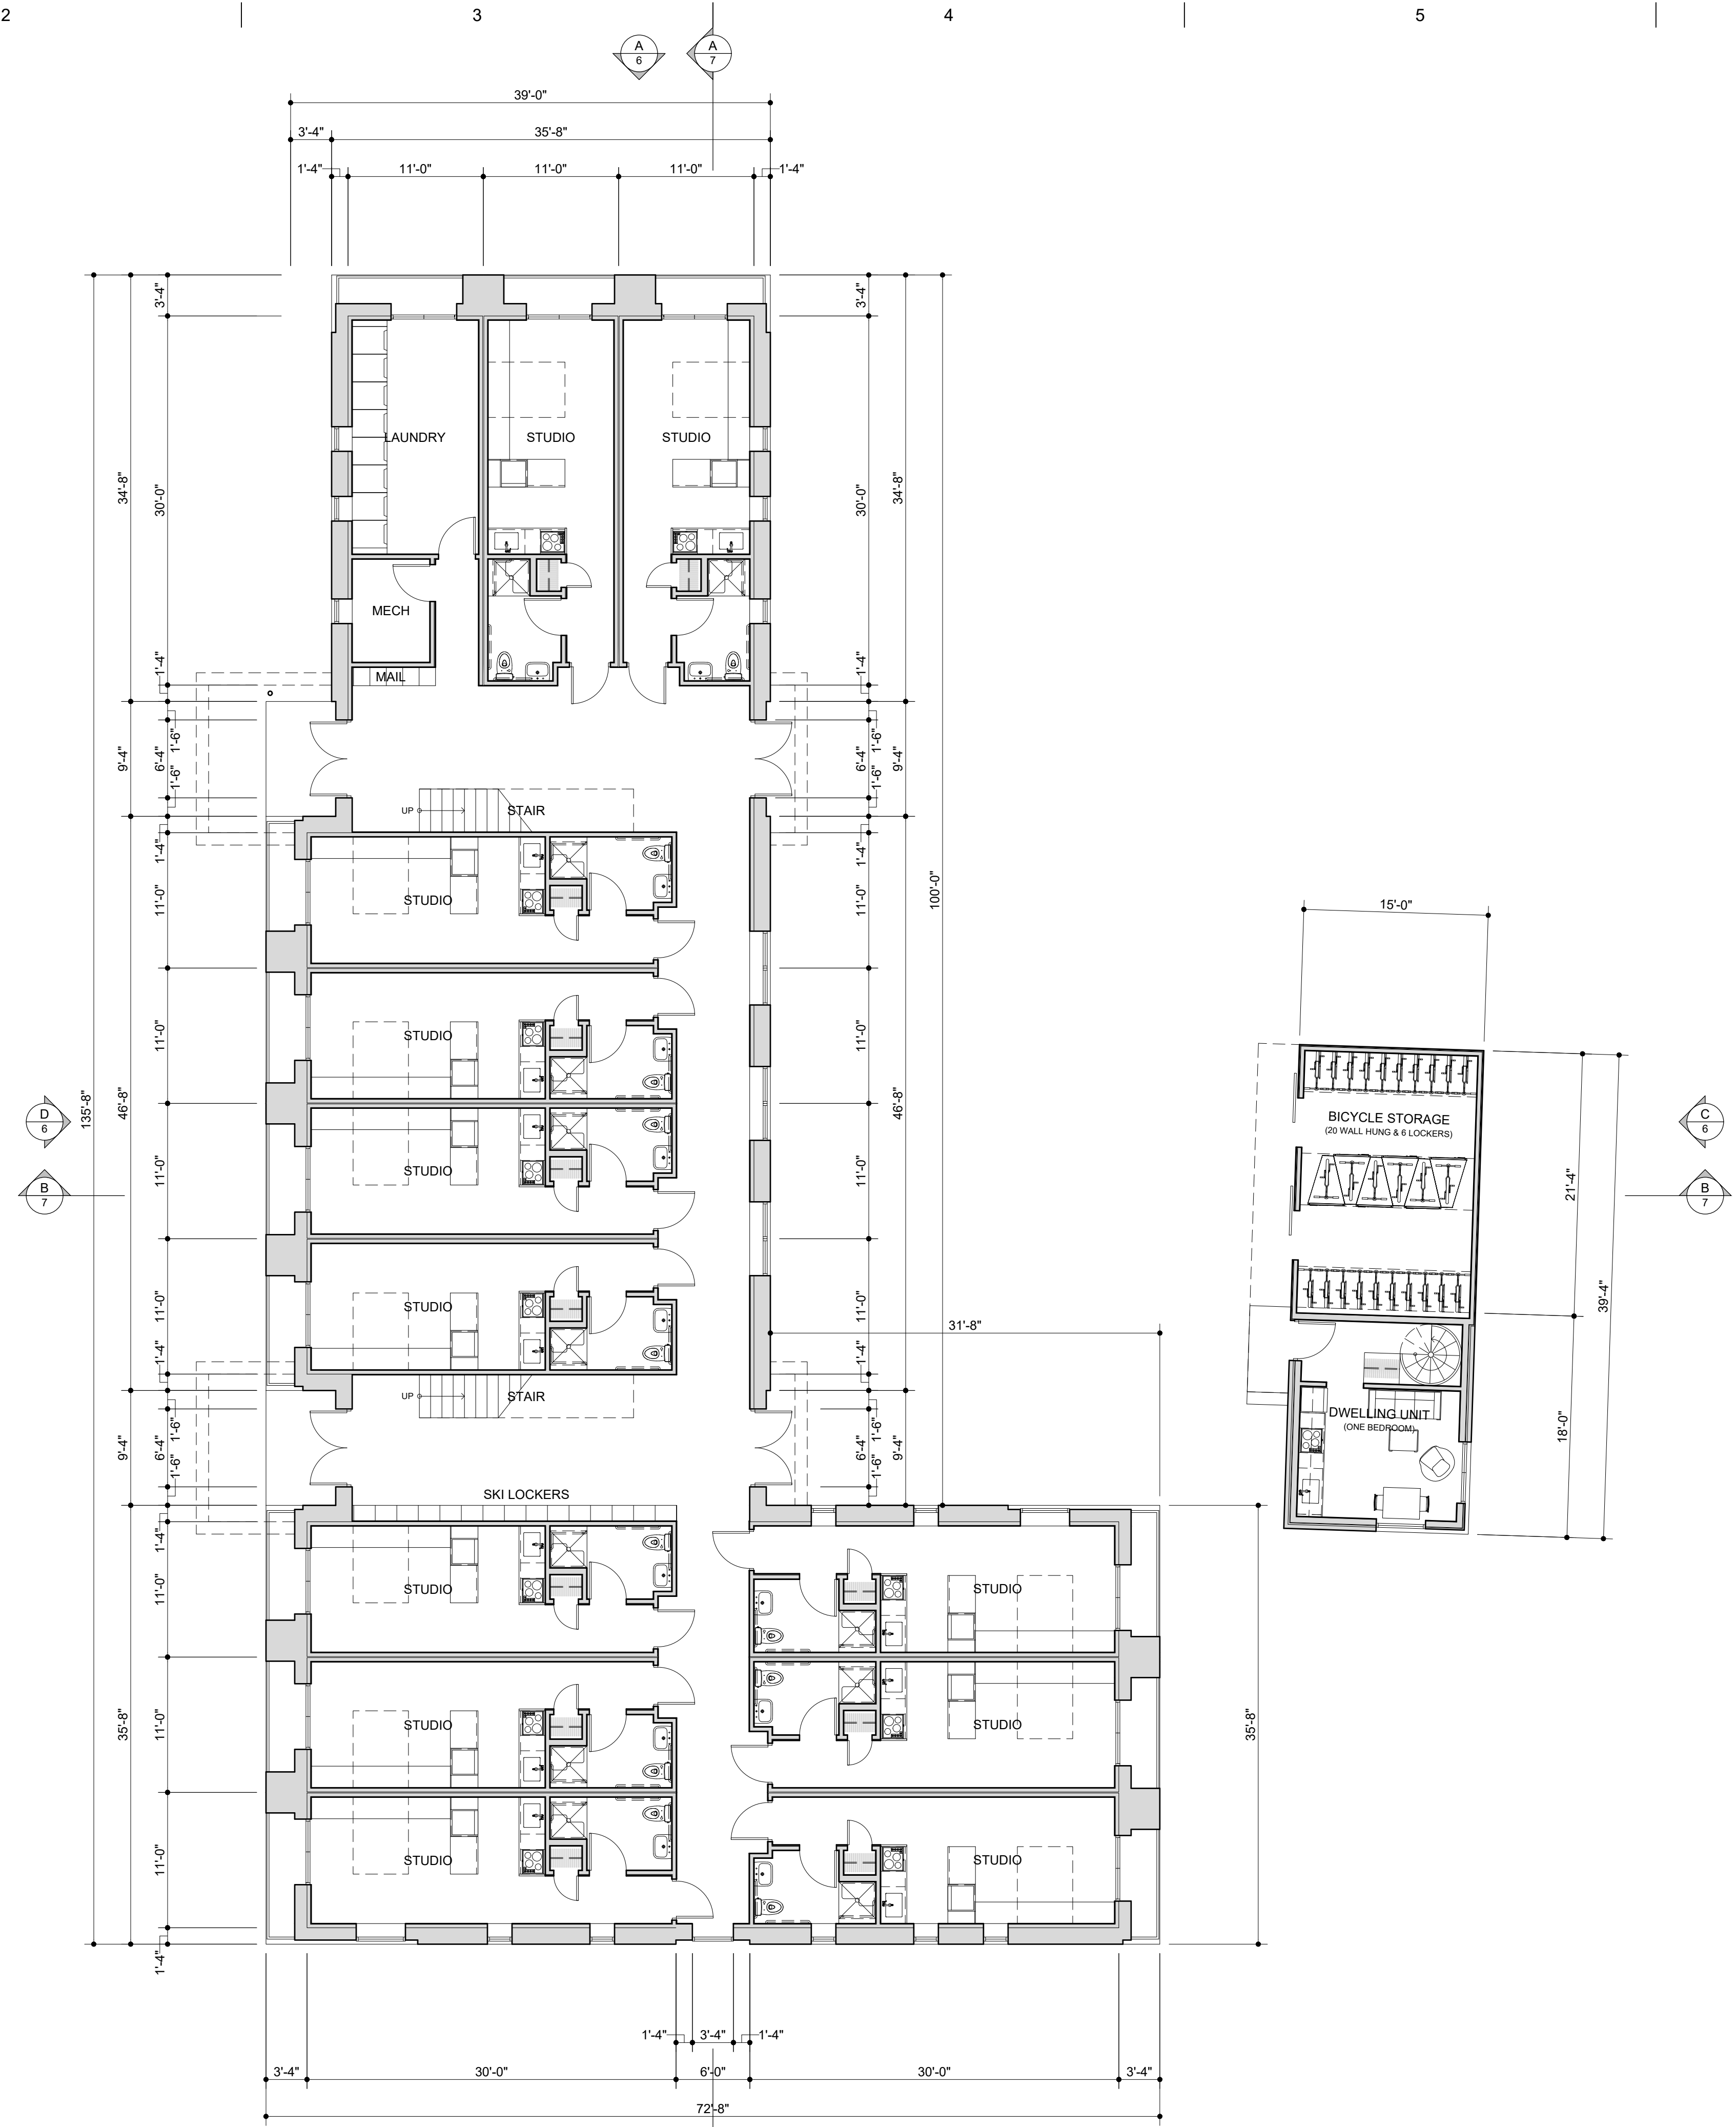 2
3
4
5
A
6
A
7
39'-0"
3'-4"
35'-8"
1'-4"
11'-0"
11'-0"
11'-0"
1'-4"
3'-4"
3'-4"
LAUNDRY
STUDIO
STUDIO
34'-8"
30'-0"
30'-0"
34'-8"
MECH
MAIL
1'-4"
1'-4"
9'-4"
6'-4"
1'-6"
1'-6"
6'-4"
1'-6"
1'-6"
9'-4"
UP
STAIR
1'-4"
1'-4"
11'-0"
STUDIO
11'-0"
100'-0"
15'-0"
11'-0"
STUDIO
11'-0"
D
6
135'-8"
46'-8"
46'-8"
BICYCLE STORAGE
(20 WALL HUNG & 6 LOCKERS)
C
6
B
7
11'-0"
STUDIO
11'-0"
21'-4"
B
7
11'-0"
STUDIO
11'-0"
39'-4"
31'-8"
1'-4"
1'-4"
UP
STAIR
DWELLING UNIT
(ONE BEDROOM)
18'-0"
9'-4"
6'-4"
1'-6"
1'-6"
6'-4"
1'-6"
1'-6"
9'-4"
SKI LOCKERS
1'-4"
11'-0"
STUDIO
STUDIO
35'-8"
11'-0"
STUDIO
STUDIO
35'-8"
11'-0"
STUDIO
STUDIO
1'-4"
1'-4"
3'-4"
1'-4"
3'-4"
30'-0"
6'-0"
30'-0"
3'-4"
72'-8"